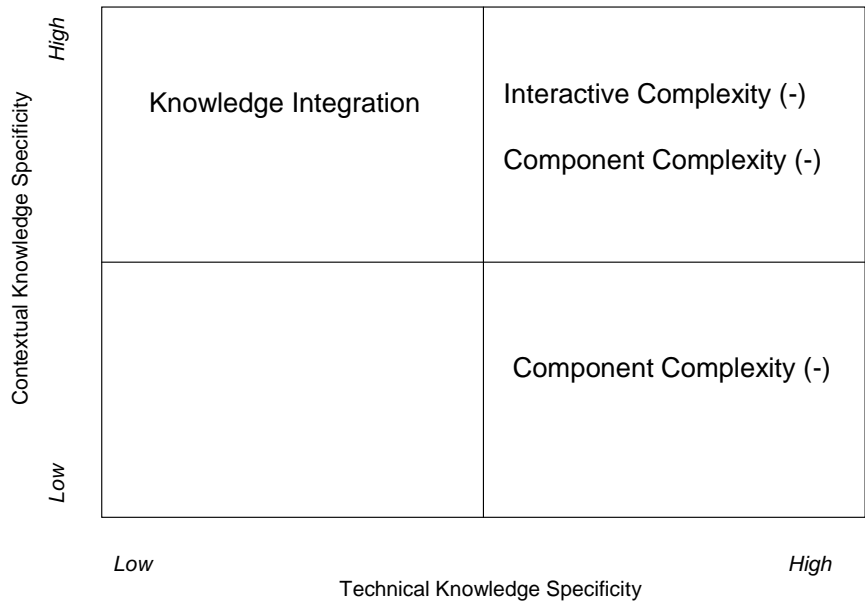 High
Contextual Knowledge Specificity
Low
Knowledge Integration
Interactive Complexity (-)
Component Complexity (-)
Component Complexity (-)
Low
High
Technical Knowledge Specificity